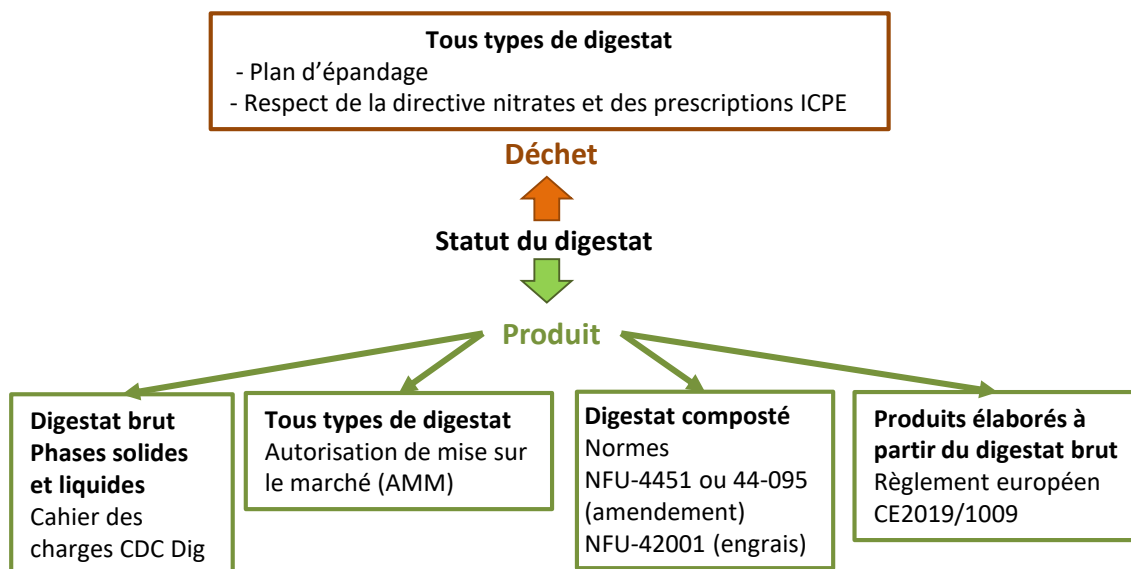 Tous types de digestat
- Plan d’épandage
- Respect de la directive nitrates et des prescriptions ICPE
Déchet
Statut du digestat
Produit
Digestat brut
Phases solides
et liquides
Cahier des
charges CDC Dig
Tous types de digestat
Autorisation de mise sur
le marché (AMM)
Digestat composté
Normes
NFU-4451 ou 44-095
(amendement)
NFU-42001 (engrais)
Produits élaborés à
partir du digestat brut
Règlement européen
CE2019/1009